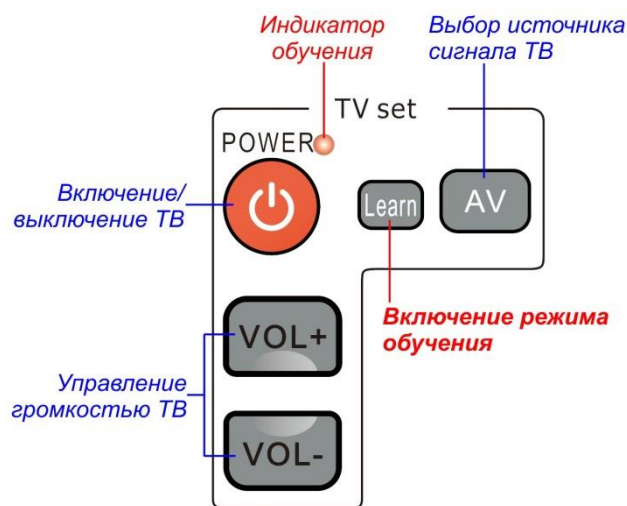 Индикатор
обучения
Выбор источника
сигнала ТВ
TV set
POWER
Включение/
выключение ТВ
Learn
AV
Включение режима
обучения
VOL+
Управление
громкостью ТВ
VOL-